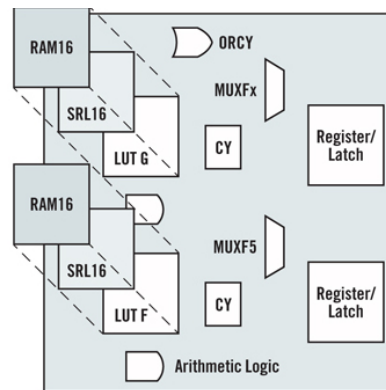 RAM16
ORCY
SRL16
MUXFx
LUT G
CY
Register/
Latch
RAM16
SRL16
MUXF5
LUT F
CY
Register/
Latch
Arithmetic Logic